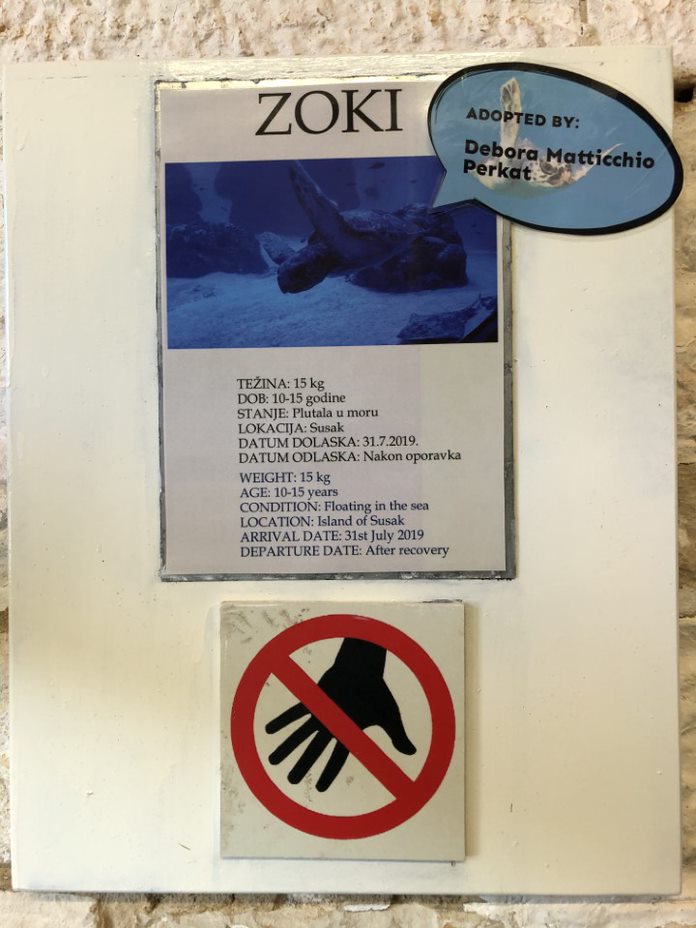 ZOKI
ADOPTED BY:
Debora Matticchio
Perkat
TEŽINA: 15 kg
DOB: 10-15 godine
STANJE: Plutala u moru
LOKACIJA: Susak
DATUM DOLASKA: 31.7.2019.
DATUM ODLASKA: Nakon oporavka
WEIGHT: 15 kg
AGE: 10-15 years
CONDITION: Floating in the sea
LOCATION: Island of Susak
ARRIVAL DATE: 31st July 2019
DEPARTURE DATE: After recovery